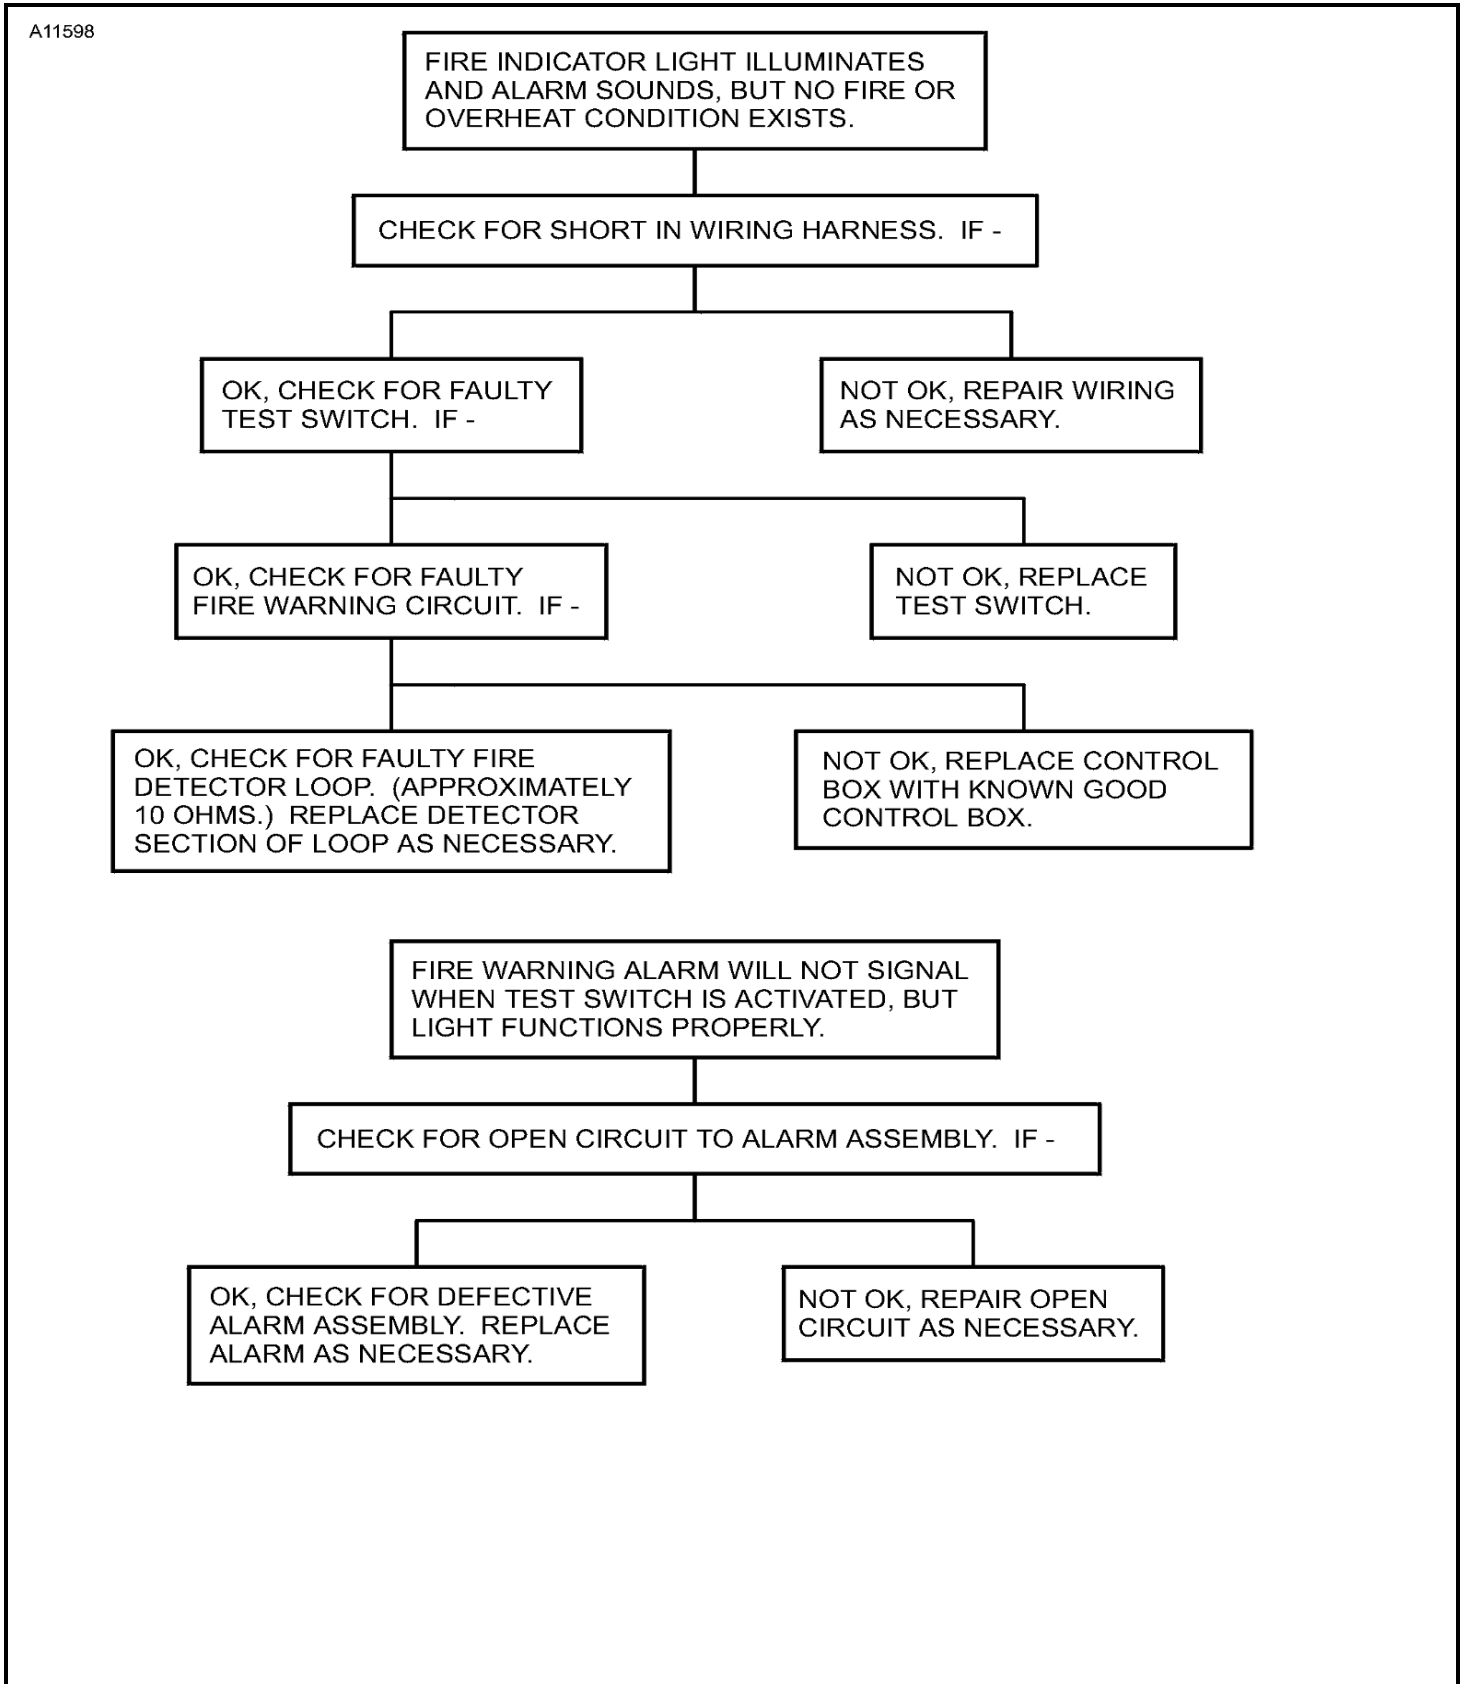 A11598
FIRE INDICATOR LIGHT ILLUMINATES
AND ALARM SOUNDS, BUT NO FIRE OR
OVERHEAT CONDITION EXISTS.
CHECK FOR SHORT IN WIRING HARNESS.  IF -
OK, CHECK FOR FAULTY
TEST SWITCH.  IF -
NOT OK, REPAIR WIRING
AS NECESSARY.
OK, CHECK FOR FAULTY
FIRE WARNING CIRCUIT.  IF -
NOT OK, REPLACE
TEST SWITCH.
OK, CHECK FOR FAULTY FIRE
DETECTOR LOOP.  (APPROXIMATELY
10 OHMS.)  REPLACE DETECTOR
SECTION OF LOOP AS NECESSARY.
NOT OK, REPLACE CONTROL
BOX WITH KNOWN GOOD
CONTROL BOX.
FIRE WARNING ALARM WILL NOT SIGNAL
WHEN TEST SWITCH IS ACTIVATED, BUT
LIGHT FUNCTIONS PROPERLY.
CHECK FOR OPEN CIRCUIT TO ALARM ASSEMBLY.  IF -
OK, CHECK FOR DEFECTIVE
ALARM ASSEMBLY.  REPLACE
ALARM AS NECESSARY.
NOT OK, REPAIR OPEN
CIRCUIT AS NECESSARY.